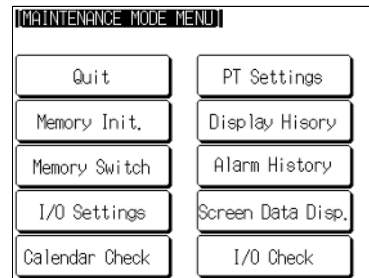 [MAINTENANCE MODE MENU]
Quit
PT Settings
Memory Init.
Display Hisory
Memory Switch
Alarm History
I/O Settings
Screen Data Disp.
Calendar Check
I/O Check